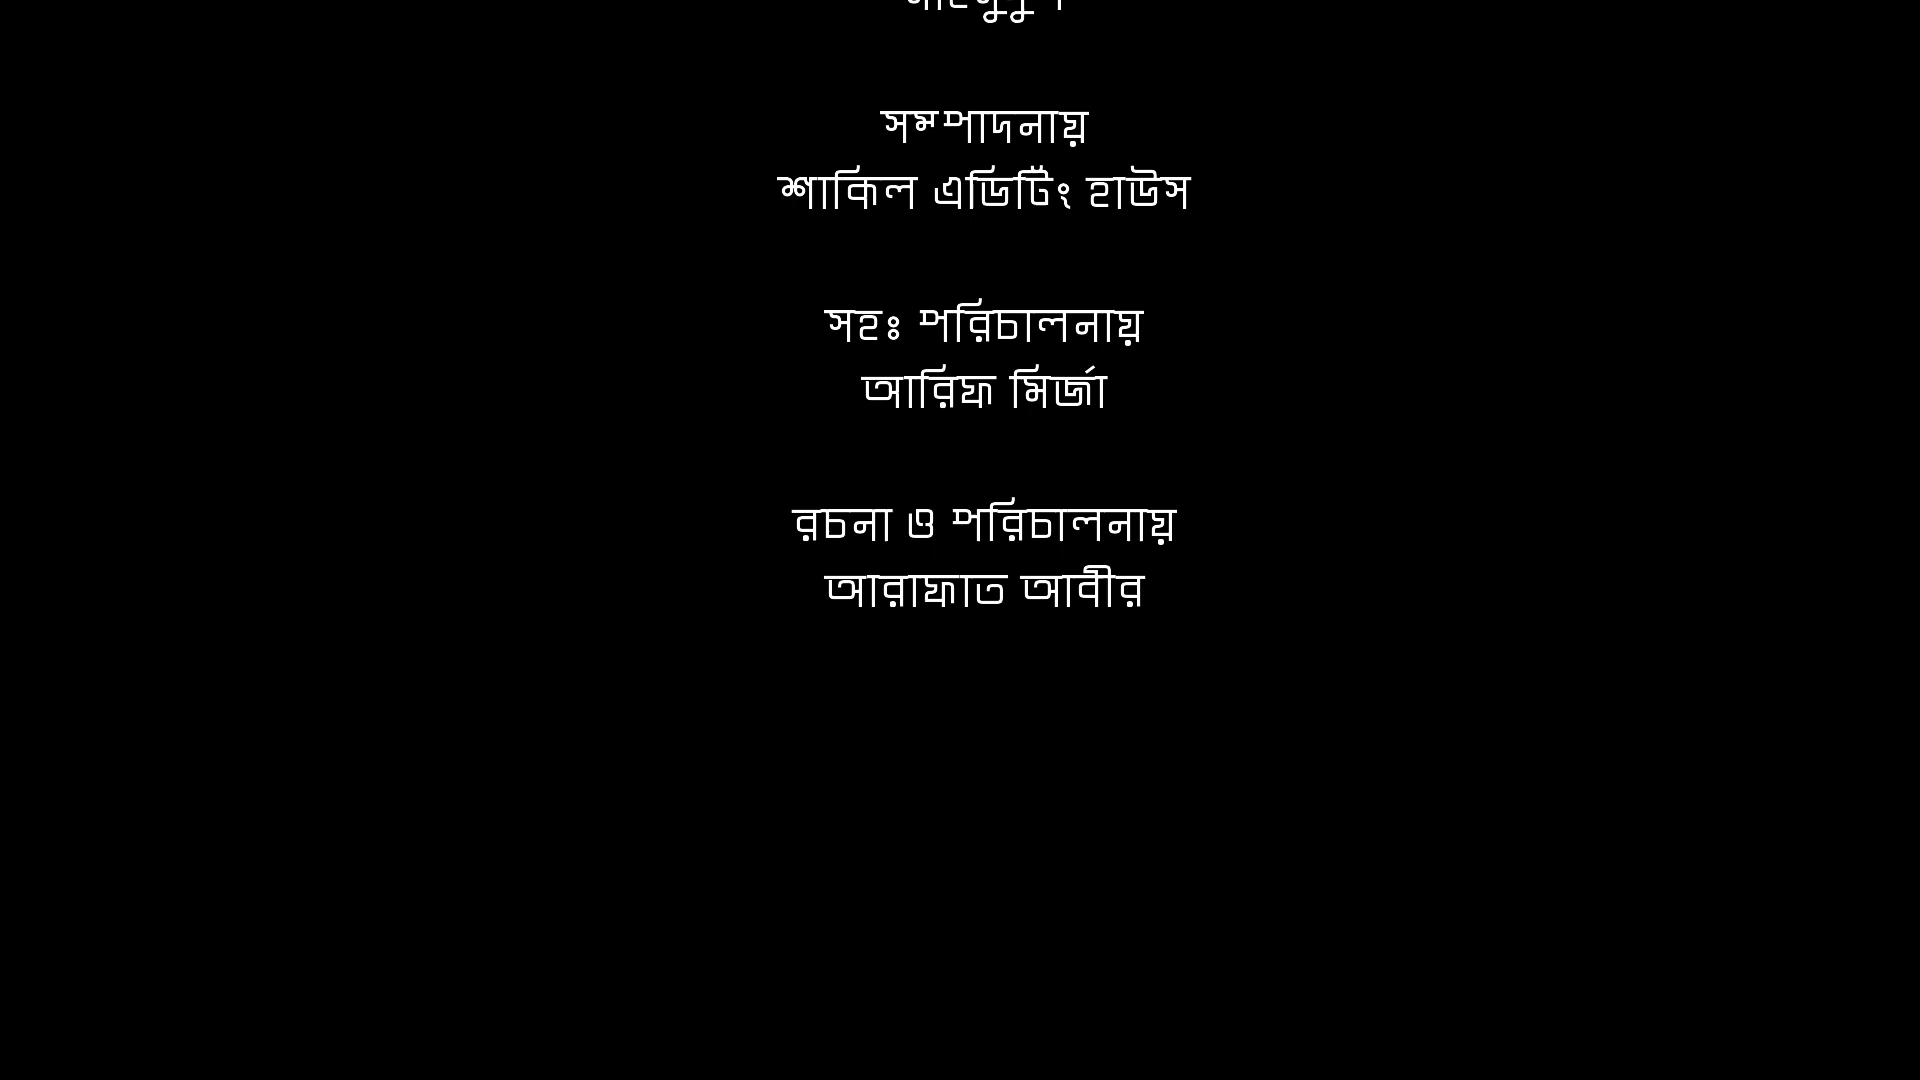 সম্পাদনায়
শাকিল এডিটিং হাউস
সহঃ পরিচালনায়
আরিফ মির্জা
রচনা ও পরিচালনায়
আরাফাত আবীর